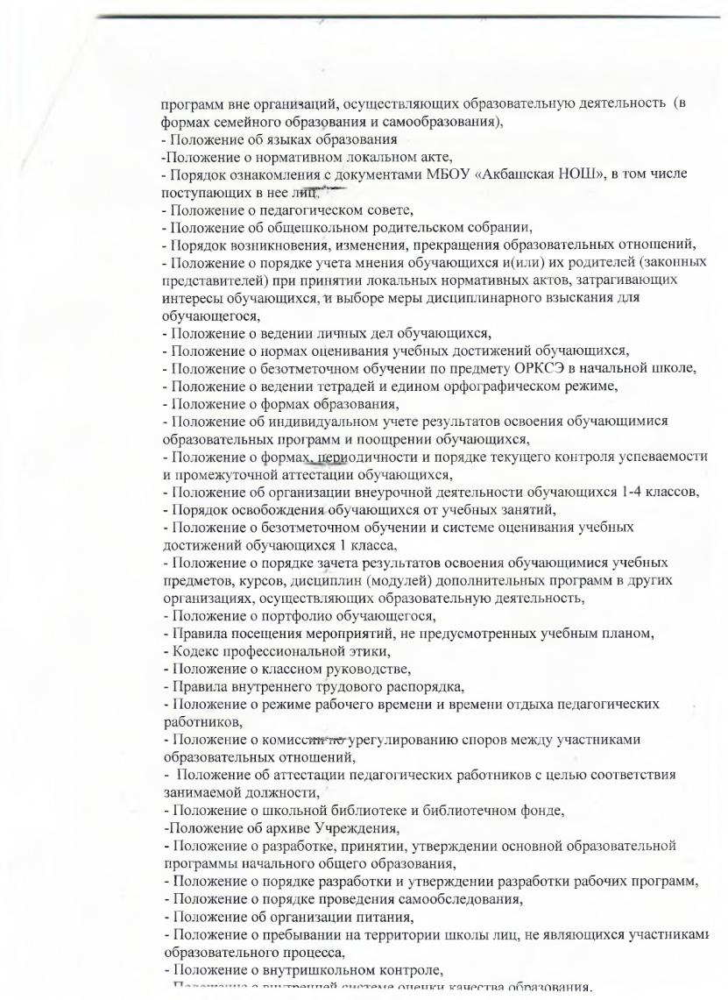 программ вне организаций, осуществляющих образовательную деятельность (в
формах семейного образования и самообразования),
- Положение об языках образования
-Положение о нормативном локальном акте,
- Порядок ознакомления с документами МБОУ «Акбашская НОШ», в том числе
поступающих в нее лиц,
- Положение о педагогическом совете,
- Положение об общешкольном родительском собрании,
- Порядок возникновения, изменения, прекращения образовательных отношений,
- Положение о порядке учета мнения обучающихся и(или) их родителей (законных
представителей) при принятии локальных нормативных актов, затрагивающих
интересы обучающихся, и выборе меры дисциплинарного взыскания для
обучающегося,
- Положение о ведении личных дел обучающихся,
- Положение о нормах оценивания учебных достижений обучающихся,
- Положение о безотметочном обучении по предмету ОРКСЭ в начальной школе,
- Положение о ведении тетрадей и едином орфографическом режиме,
- Положение о формах образования,
- Положение об индивидуальном учете результатов освоения обучающимися
образовательных программ и поощрении обучающихся,
- Положение о формах, периодичности и порядке текущего контроля успеваемости
и промежуточной аттестации обучающихся,
- Положение об организации внеурочной деятельности обучающихся 1-4 классов,
- Порядок освобождения обучающихся от учебных занятий,
- Положение о безотметочном обучении и системе оценивания учебных
достижений обучающихся 1 класса,
- Положение о порядке зачета результатов освоения обучающимися учебных
предметов, курсов, дисциплин (модулей) дополнительных программ в других
организациях, осуществляющих образовательную деятельность,
- Положение о портфолио обучающегося,
- Правила посещения мероприятий, не предусмотренных учебным планом,
- Кодекс профессиональной этики,
- Положение о классном руководстве,
- Правила внутреннего трудового распорядка,
- Положение о режиме рабочего времени и времени отдыха педагогических
работников,
- Положение о комиссии по урегулированию споров между участниками
образовательных отношений,
- Положение об аттестации педагогических работников с целью соответствия
занимаемой должности,
- Положение о школьной библиотеке и библиотечном фонде,
-Положение об архиве Учреждения,
- Положение о разработке, принятии, утверждении основной образовательной
программы начального общего образования,
- Положение о порядке разработки и утверждении разработки рабочих программ,
- Положение о порядке проведения самообследования,
- Положение об организации питания,
- Положение о пребывании на территории школы лиц, не являющихся участниками
образовательного процесса,
- Положение о внутришкольном контроле,
- Положение о внутренней системе оценки качества образования,